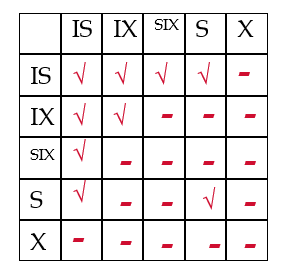 IS IX SIX S X
IS √ √ √ √ -
IX √ √ - - -
SIX √ - - - -
S √ - - √ -
X - - - - -